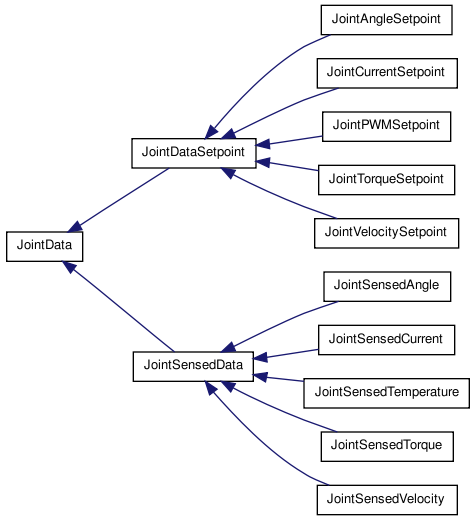 JointAngleSetpoint
JointCurrentSetpoint
JointPWMSetpoint
JointDataSetpoint
JointTorqueSetpoint
JointVelocitySetpoint
JointData
JointSensedAngle
JointSensedCurrent
JointSensedData
JointSensedTemperature
JointSensedTorque
JointSensedVelocity